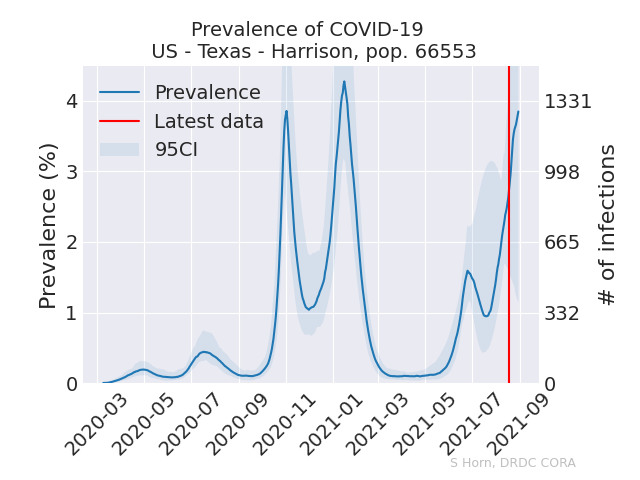 Prevalence of COVID-19
US - Texas - Harrison, pop. 66553
Prevalence
Latest data
95CI
Prevalence (%)
4
3
2
1
0
1331
998
665
332
0
# of infections
2020-03
2020-05
2020-07
2020-09
2020-11
2021-01
2021-03
2021-05
2021-07
2021-09
S Horn, DRDC CORA